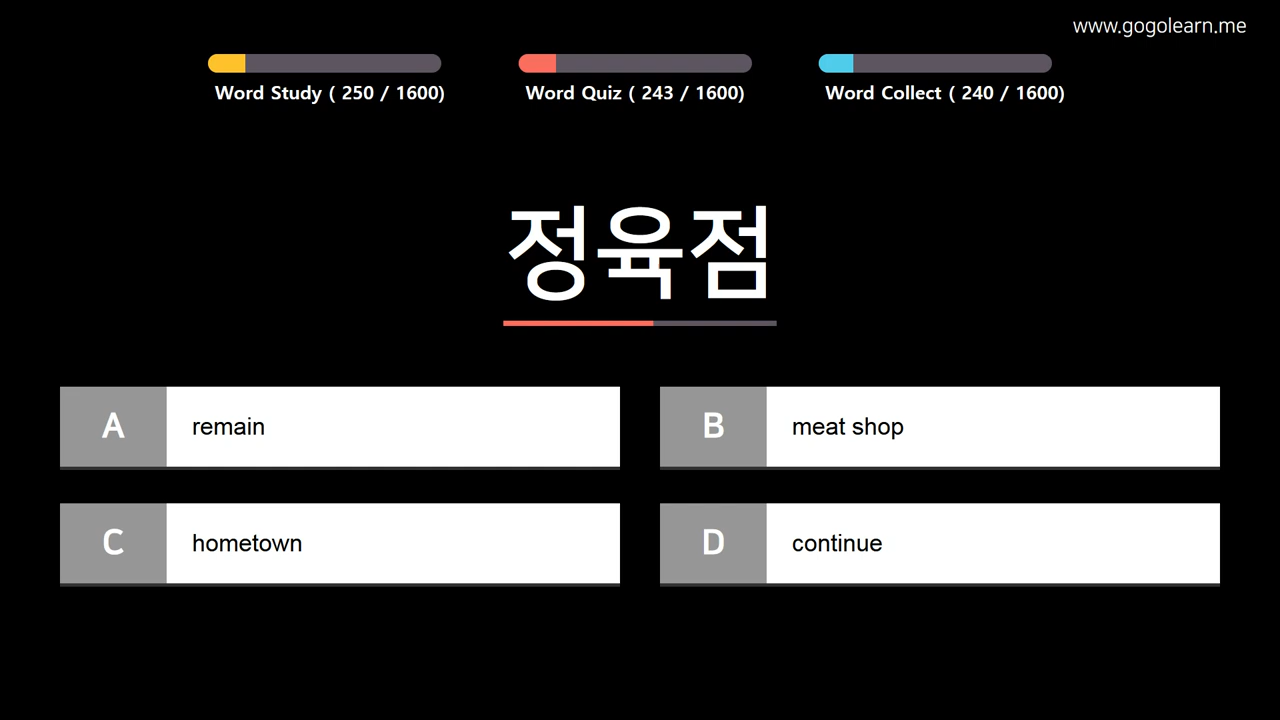 www.gogolearn.me
Word Study ( 250 / 1600)
Word Quiz ( 243 / 1600)
Word Collect ( 240 / 1600)
정육점
A
remain
B
meat shop
C
hometown
D
continue